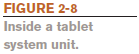 FIGURE 2-8
Inside a tablet
system unit.